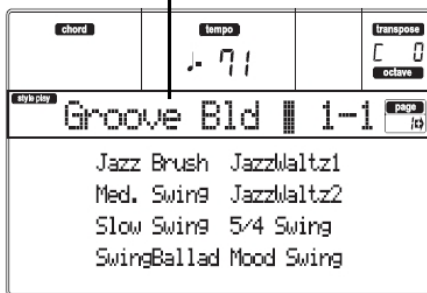 chord tempo transpose
♩. 71 C 0
octave
style play Groove Bld 1-1 page
1
Jazz Brush JazzWaltz1
Med. Swing JazzWaltz2
Slow Swing 5/4 Swing
SwingBallad Mood Swing